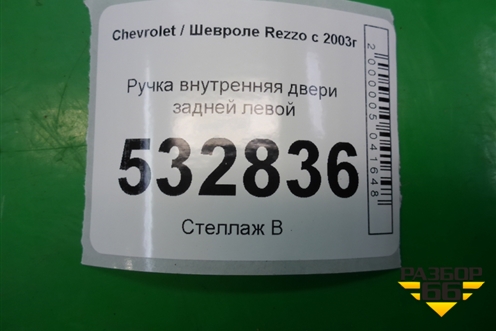 Chevrolet / Шевроле Rezzo с 2003г
Ручка внутренняя двери
задней левой
532836
Стеллаж В
2000005041648
РАЗБОР
66